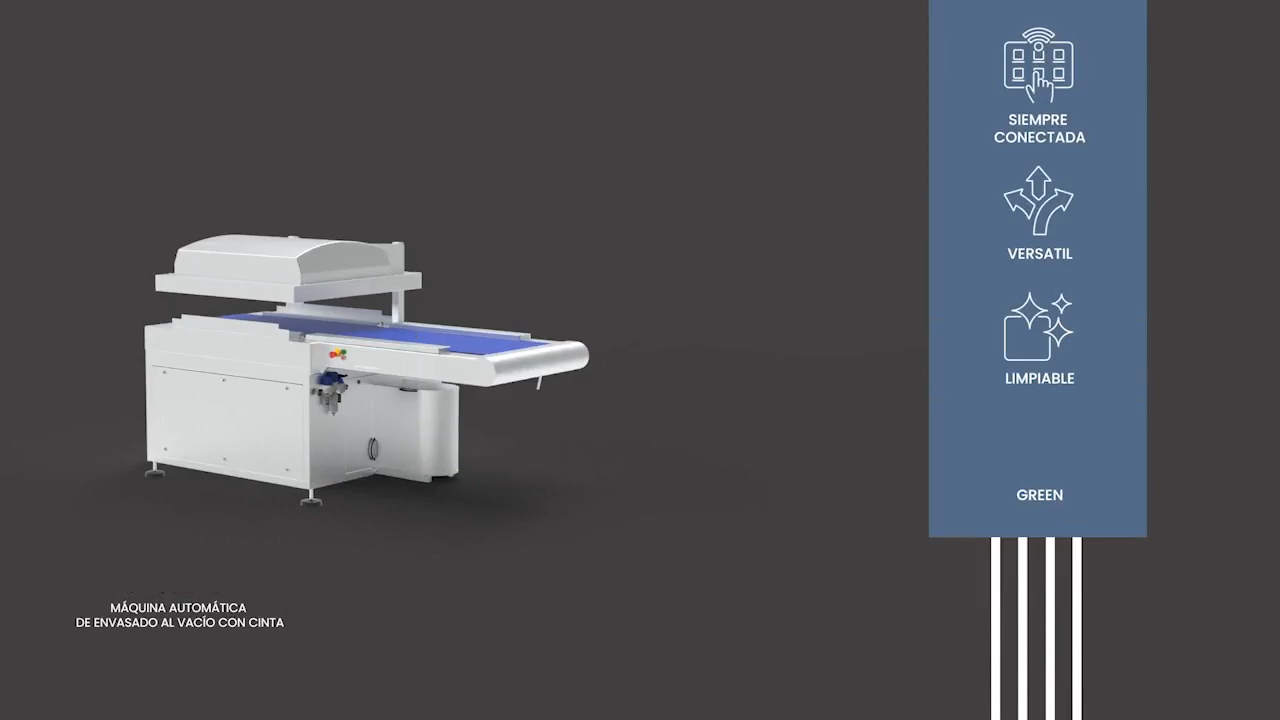 SIEMPRE
CONECTADA
VERSATIL
LIMPIABLE
GREEN
MÁQUINA AUTOMÁTICA
DE ENVASADO AL VACÍO CON CINTA